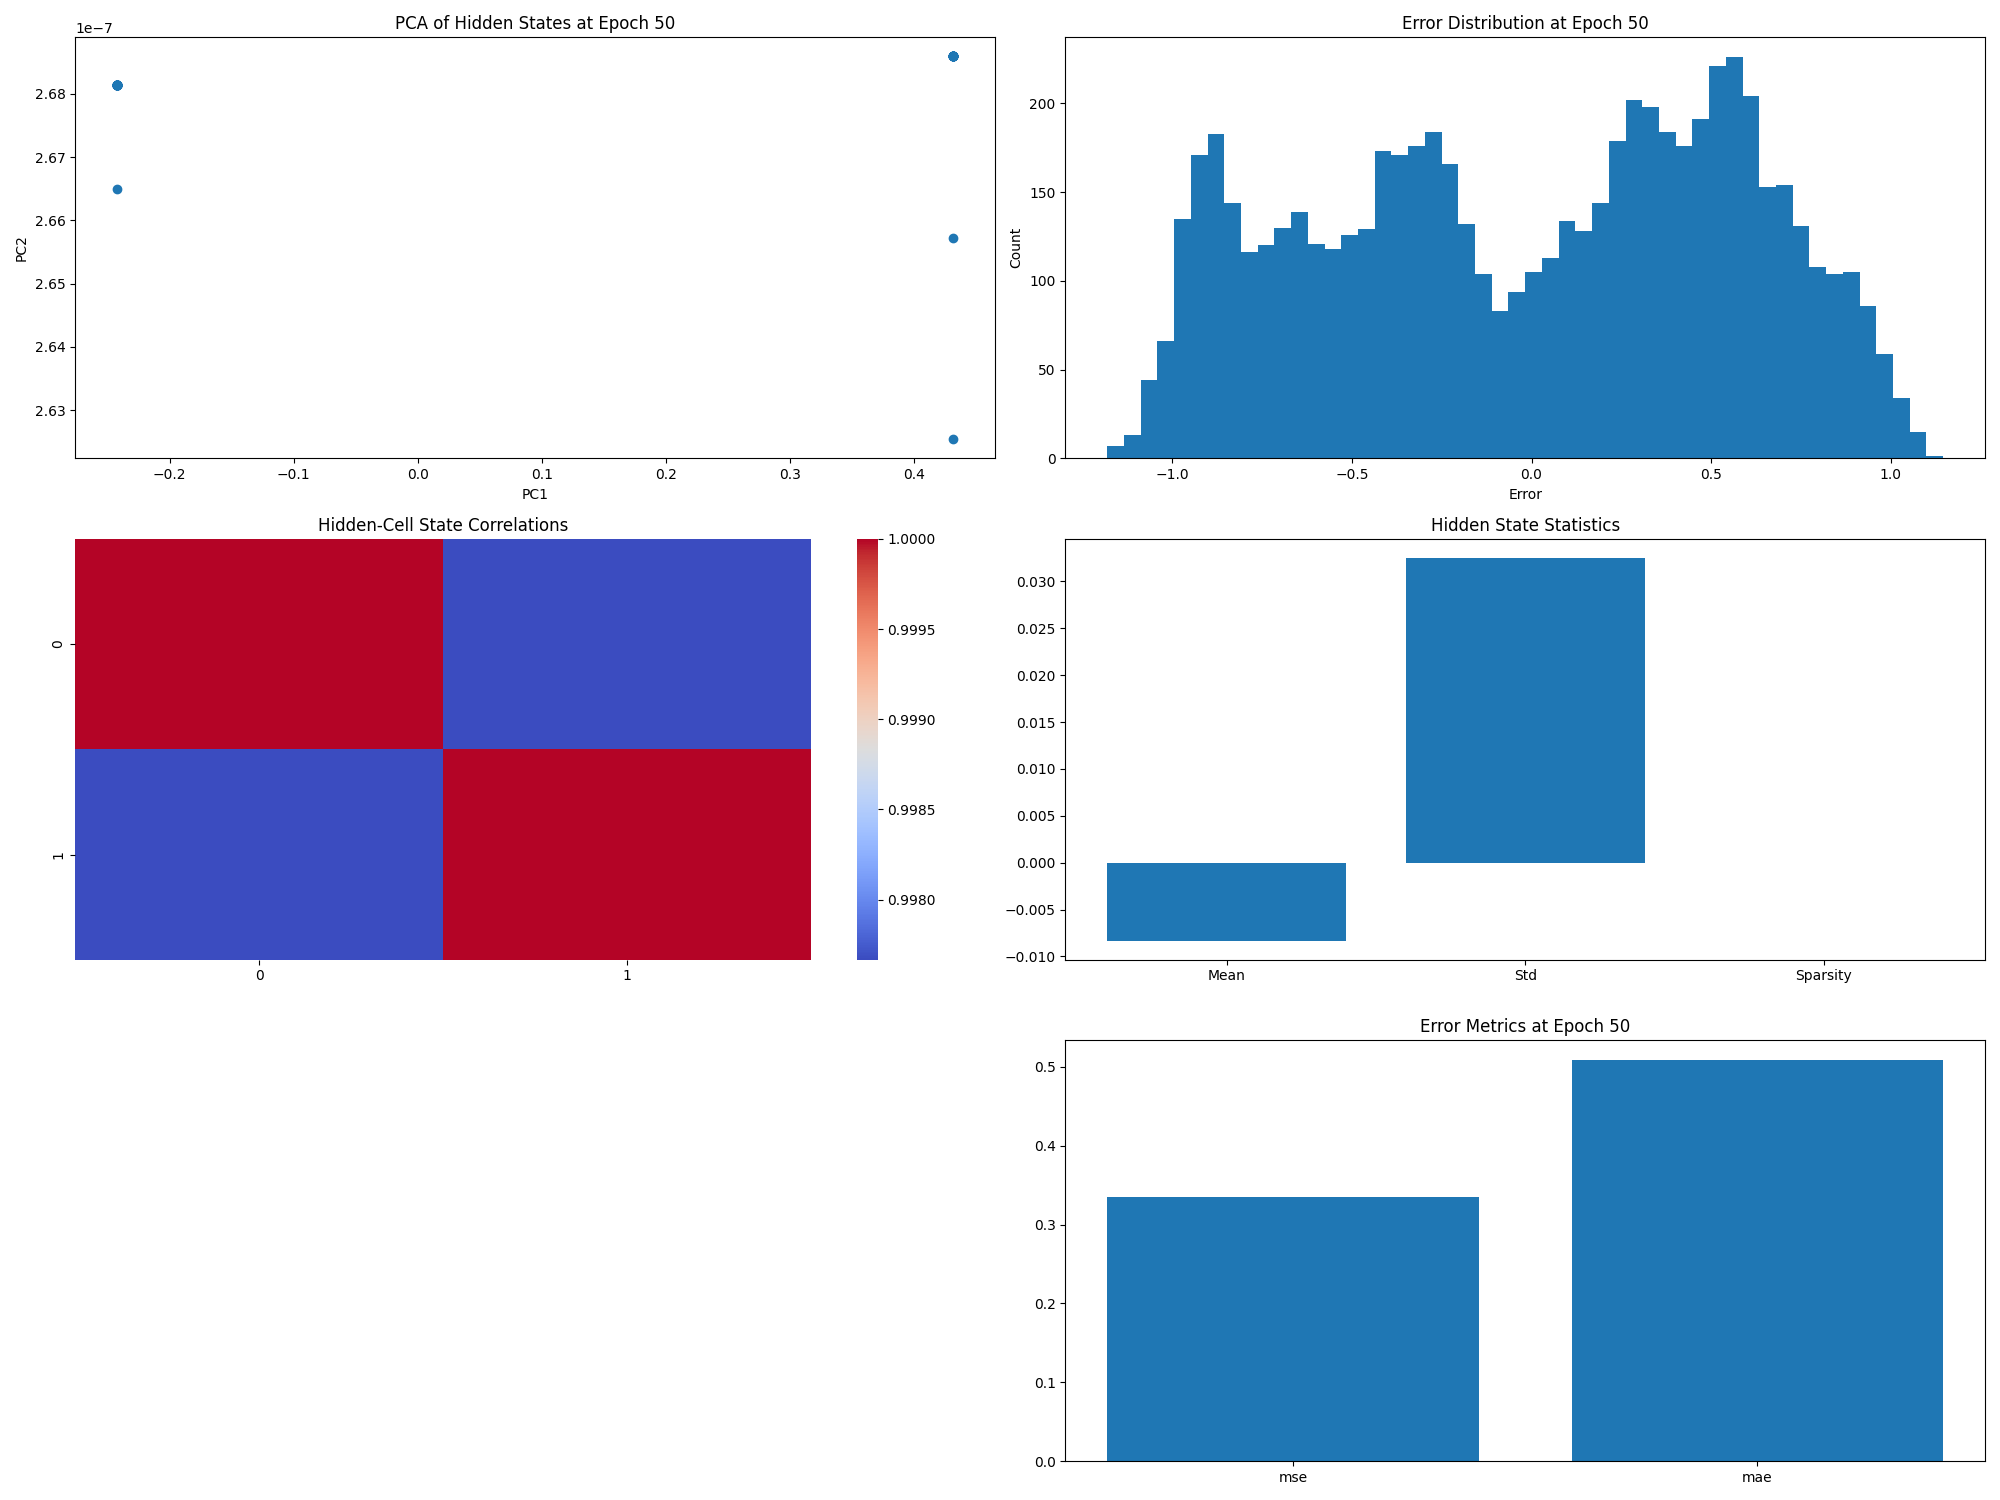 PCA of Hidden States at Epoch 50
1e−7
2.68
2.67
2.66
2.65
2.64
2.63
PC2
−0.2 −0.1 0.0 0.1 0.2 0.3 0.4
PC1
Error Distribution at Epoch 50
200
150
100
50
0
Count
−1.0 −0.5 0.0 0.5 1.0
Error
Hidden-Cell State Correlations
0
1
0 1
1.0000
0.9995
0.9990
0.9985
0.9980
Hidden State Statistics
0.030
0.025
0.020
0.015
0.010
0.005
0.000
−0.005
−0.010
Mean Std Sparsity
Error Metrics at Epoch 50
0.5
0.4
0.3
0.2
0.1
0.0
mse mae